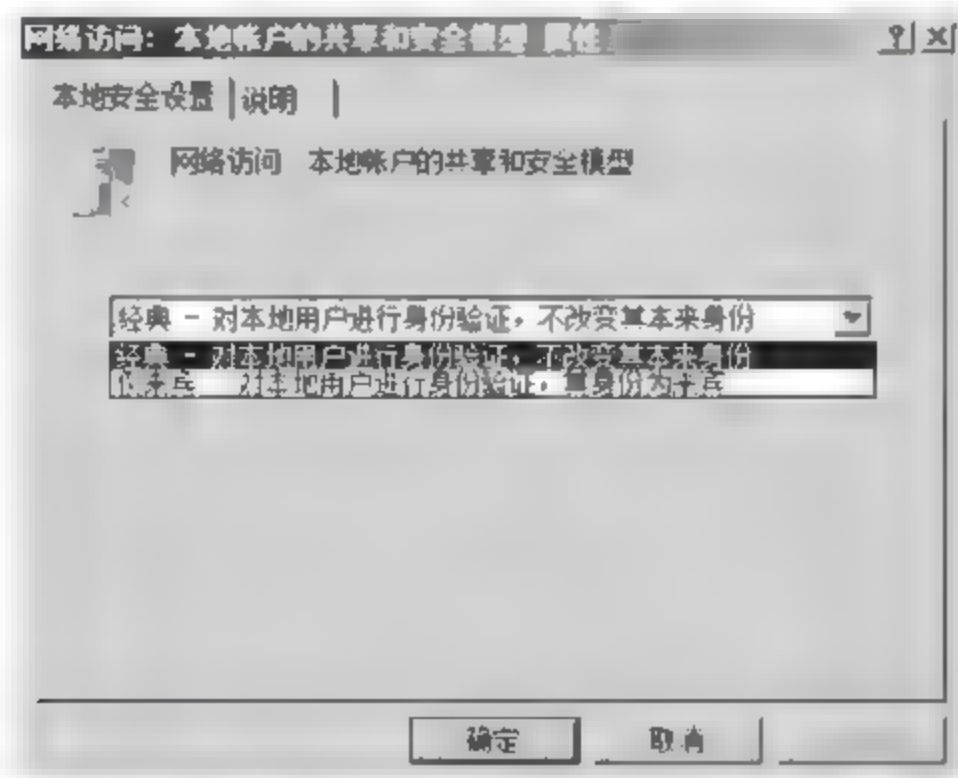 网络访问：本地帐户的共享和安全模型 属性
本地安全设置 说明
网络访问 本地帐户的共享和安全模型
经典 - 对本地用户进行身份验证，不改变其本来身份
经典 - 对本地用户进行身份验证，不改变其本来身份
仅来宾 对本地用户进行身份验证，其身份为来宾
确定 取消